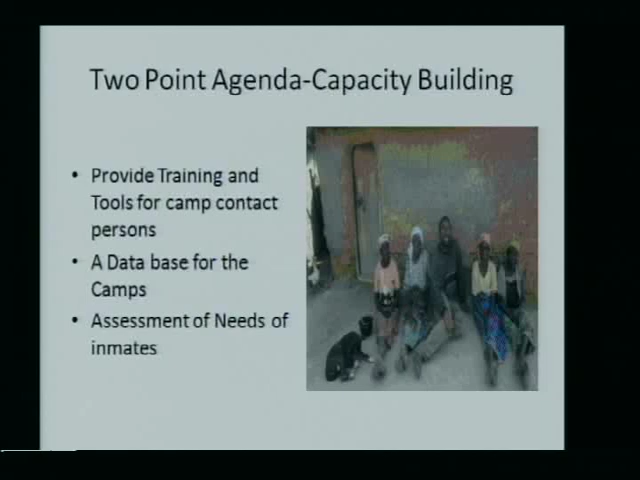 Two Point Agenda-Capacity Building
• Provide Training and
Tools for camp contact
persons
• A Data base for the
Camps
• Assessment of Needs of
inmates